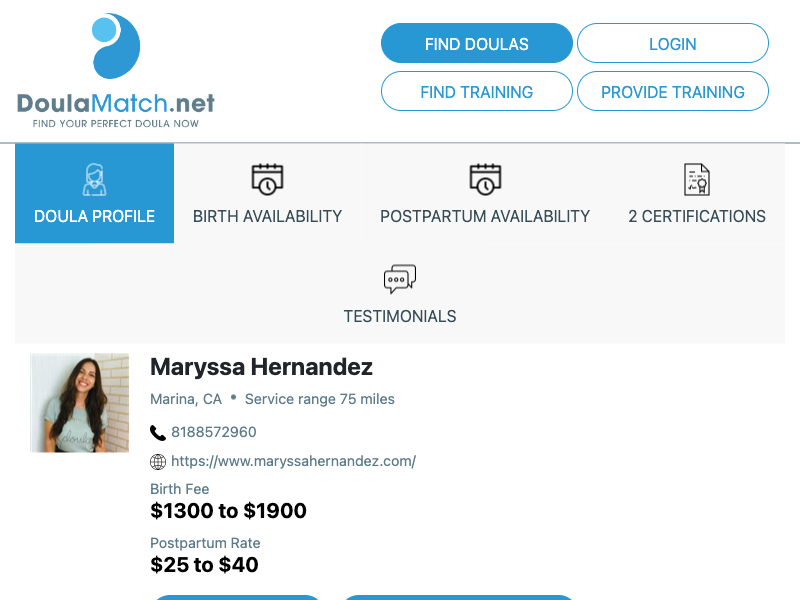 DoulaMatch.net
FIND YOUR PERFECT DOULA NOW
FIND DOULAS
LOGIN
FIND TRAINING
PROVIDE TRAINING
DOULA PROFILE
BIRTH AVAILABILITY
POSTPARTUM AVAILABILITY
2 CERTIFICATIONS
TESTIMONIALS
Maryssa Hernandez
Marina, CA • Service range 75 miles
8188572960
https://www.maryssahernandez.com/
Birth Fee
$1300 to $1900
Postpartum Rate
$25 to $40